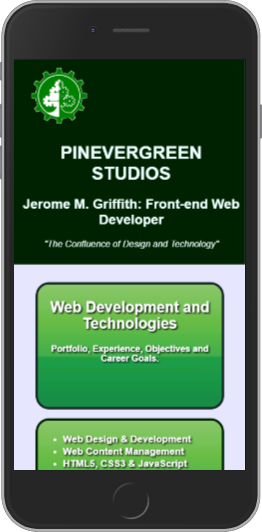 PINEVERGREEN
STUDIOS
Jerome M. Griffith: Front-end Web
Developer
"The Confluence of Design and Technology"
Web Development and
Technologies
Portfolio, Experience, Objectives and
Career Goals.
• Web Design & Development
• Web Content Management
• HTML5, CSS3 & JavaScript